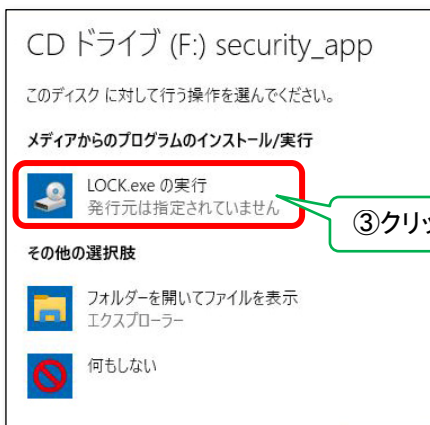 CD ドライブ (F:) security_app
このディスク に対して行う操作を選んでください。
メディアからのプログラムのインストール/実行
LOCK.exe の実行
発行元は指定されていません
③クリッ
その他の選択肢
フォルダーを開いてファイルを表示
エクスプローラー
何もしない